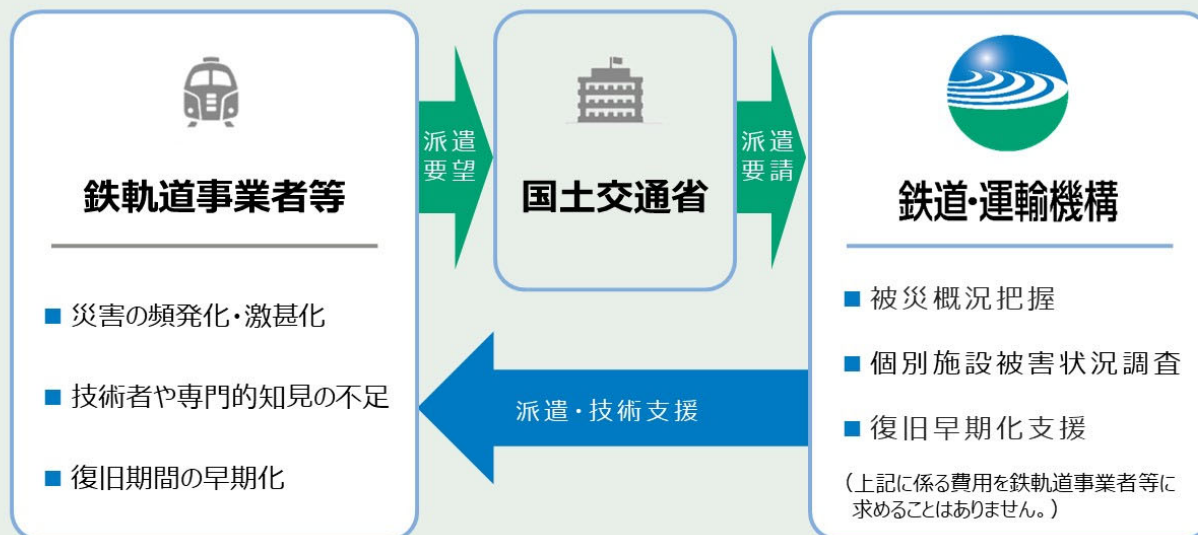 鉄軌道事業者等
■ 災害の頻発化・激甚化
■ 技術者や専門的知見の不足
■ 復旧期間の早期化
派遣
要望
国土交通省
派遣
要請
鉄道・運輸機構
■ 被災概況把握
■ 個別施設被害状況調査
■ 復旧早期化支援
（上記に係る費用を鉄軌道事業者等に
求めることはありません。）
派遣・技術支援